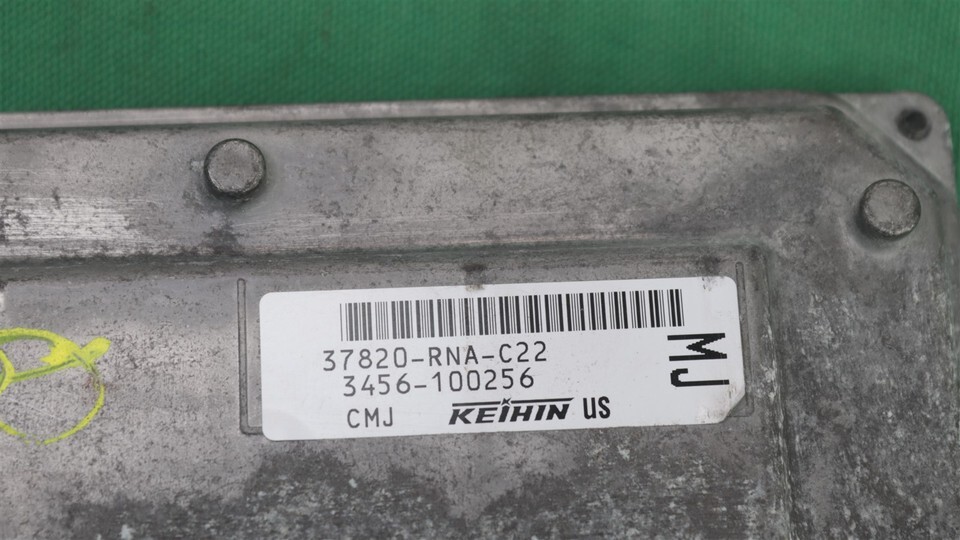 37820-RNA-C22
3456-100256
CMJ KEIHIN US
MJ